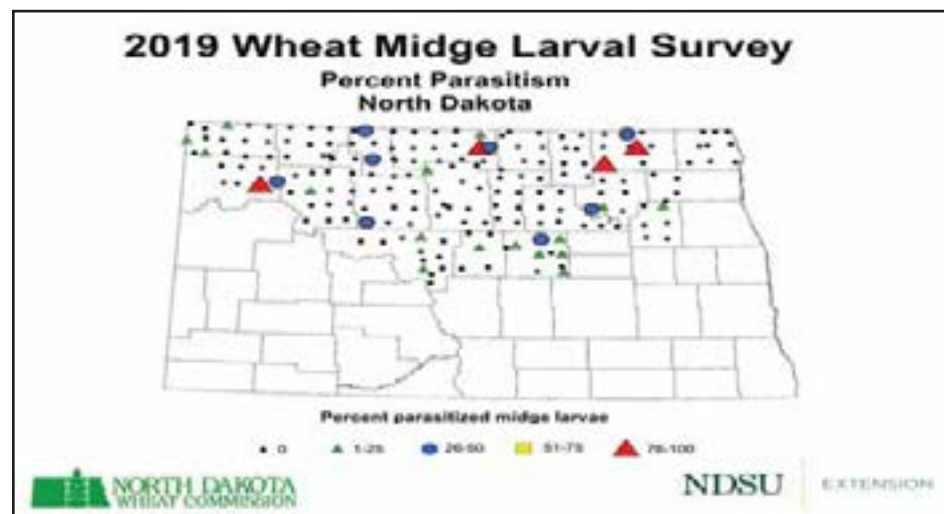 2019 Wheat Midge Larval Survey
Percent Parasitism
North Dakota
Percent parasitized midge larvae
0 1-25 26-50 51-75 76-100
NORTH DAKOTA
WHEAT COMMISSION
NDSU EXTENSION